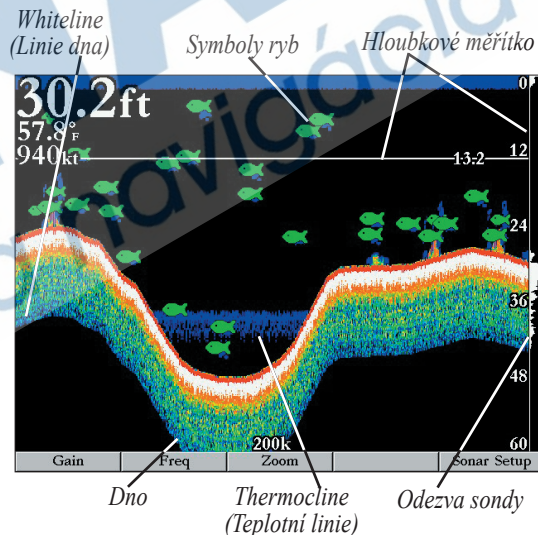 Whiteline
(Linie dna)
Symboly ryb
Hloubkové měřítko
30.2ft
57.8°F
940kt
0
12
13.2
24
36
48
60
200k
Gain
Freq
Zoom
Sonar Setup
Dno
Thermocline
(Teplotní linie)
Odezva sondy
navigácia